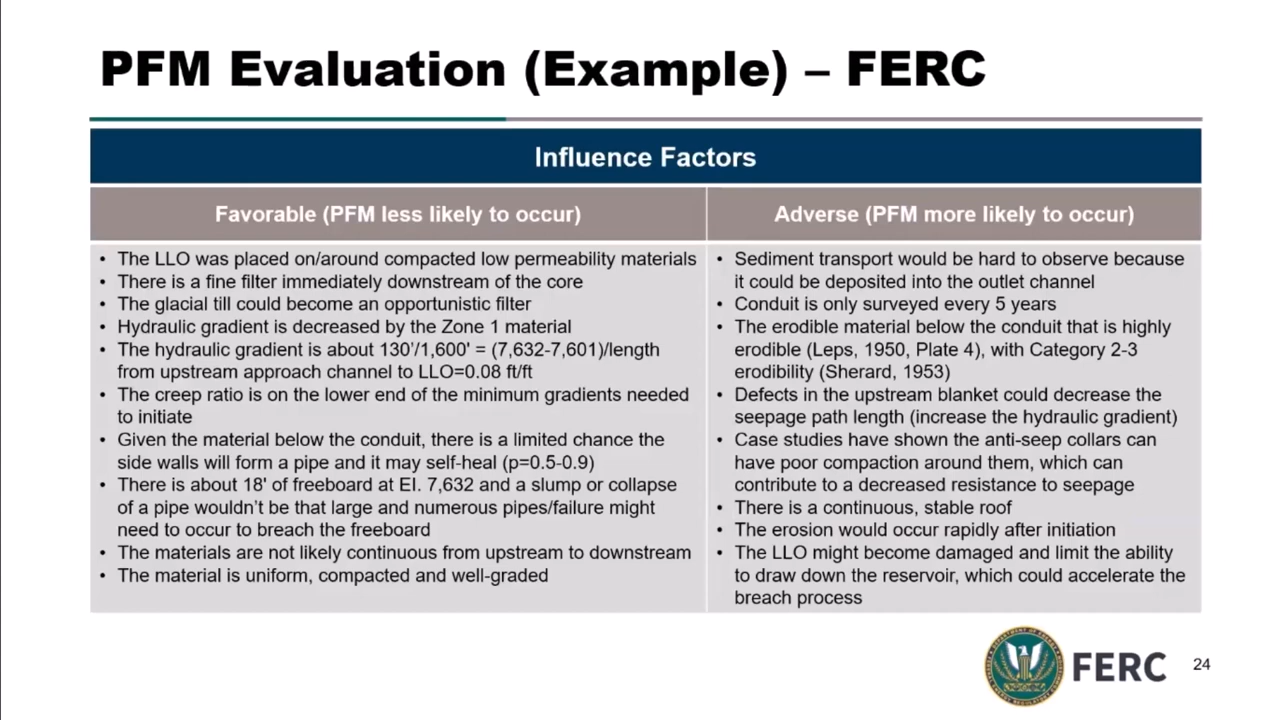 PFM Evaluation (Example) – FERC
Influence Factors
Favorable (PFM less likely to occur)
• The LLO was placed on/around compacted low permeability materials
• There is a fine filter immediately downstream of the core
• The glacial till could become an opportunistic filter
• Hydraulic gradient is decreased by the Zone 1 material
• The hydraulic gradient is about 130'/1,600' = (7,632-7,601)/length
from upstream approach channel to LLO=0.08 ft/ft
• The creep ratio is on the lower end of the minimum gradients needed
to initiate
• Given the material below the conduit, there is a limited chance the
side walls will form a pipe and it may self-heal (p=0.5-0.9)
• There is about 18' of freeboard at El. 7,632 and a slump or collapse
of a pipe wouldn't be that large and numerous pipes/failure might
need to occur to breach the freeboard
• The materials are not likely continuous from upstream to downstream
• The material is uniform, compacted and well-graded
Adverse (PFM more likely to occur)
• Sediment transport would be hard to observe because
it could be deposited into the outlet channel
• Conduit is only surveyed every 5 years
• The erodible material below the conduit that is highly
erodible (Leps, 1950, Plate 4), with Category 2-3
erodibility (Sherard, 1953)
• Defects in the upstream blanket could decrease the
seepage path length (increase the hydraulic gradient)
• Case studies have shown the anti-seep collars can
have poor compaction around them, which can
contribute to a decreased resistance to seepage
• There is a continuous, stable roof
• The erosion would occur rapidly after initiation
• The LLO might become damaged and limit the ability
to draw down the reservoir, which could accelerate the
breach process
FERC
24